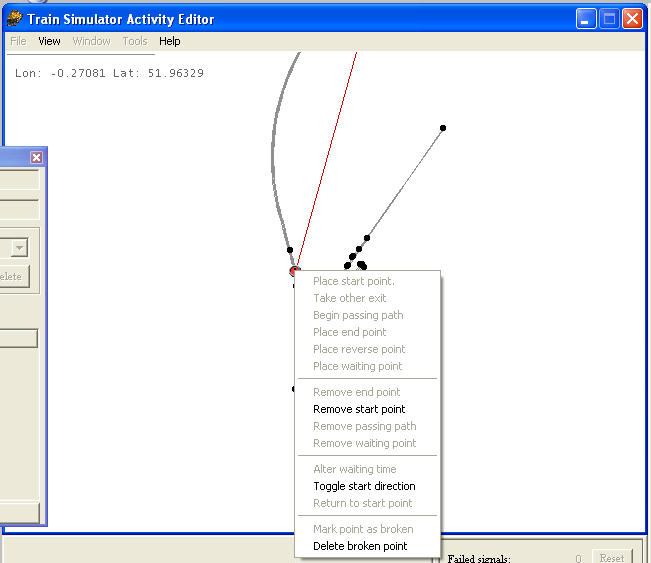 Train Simulator Activity Editor
File View Window Tools Help
Lon: -0.27081 Lat: 51.96329
Place start point.
Take other exit
Begin passing path
Place end point
Place reverse point
Place waiting point
Remove end point
Remove start point
Remove passing path
Remove waiting point
Alter waiting time
Toggle start direction
Return to start point
Mark point as broken
Delete broken point
elete
Failed signals: 0 Reset